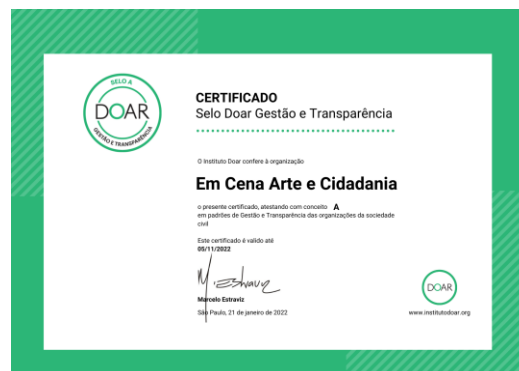 SELO A
DOAR
GESTÃO E TRANSPARÊNCIA
CERTIFICADO
Selo Doar Gestão e Transparência
O Instituto Doar confere à organização
Em Cena Arte e Cidadania
o presente certificado, atestando com conceito A
em padrões de Gestão e Transparência das organizações da sociedade
civil
Este certificado é valido até
05/11/2022
M.Estraviz
Marcelo Estraviz
São Paulo, 21 de janeiro de 2022
DOAR
www.institutodoar.org